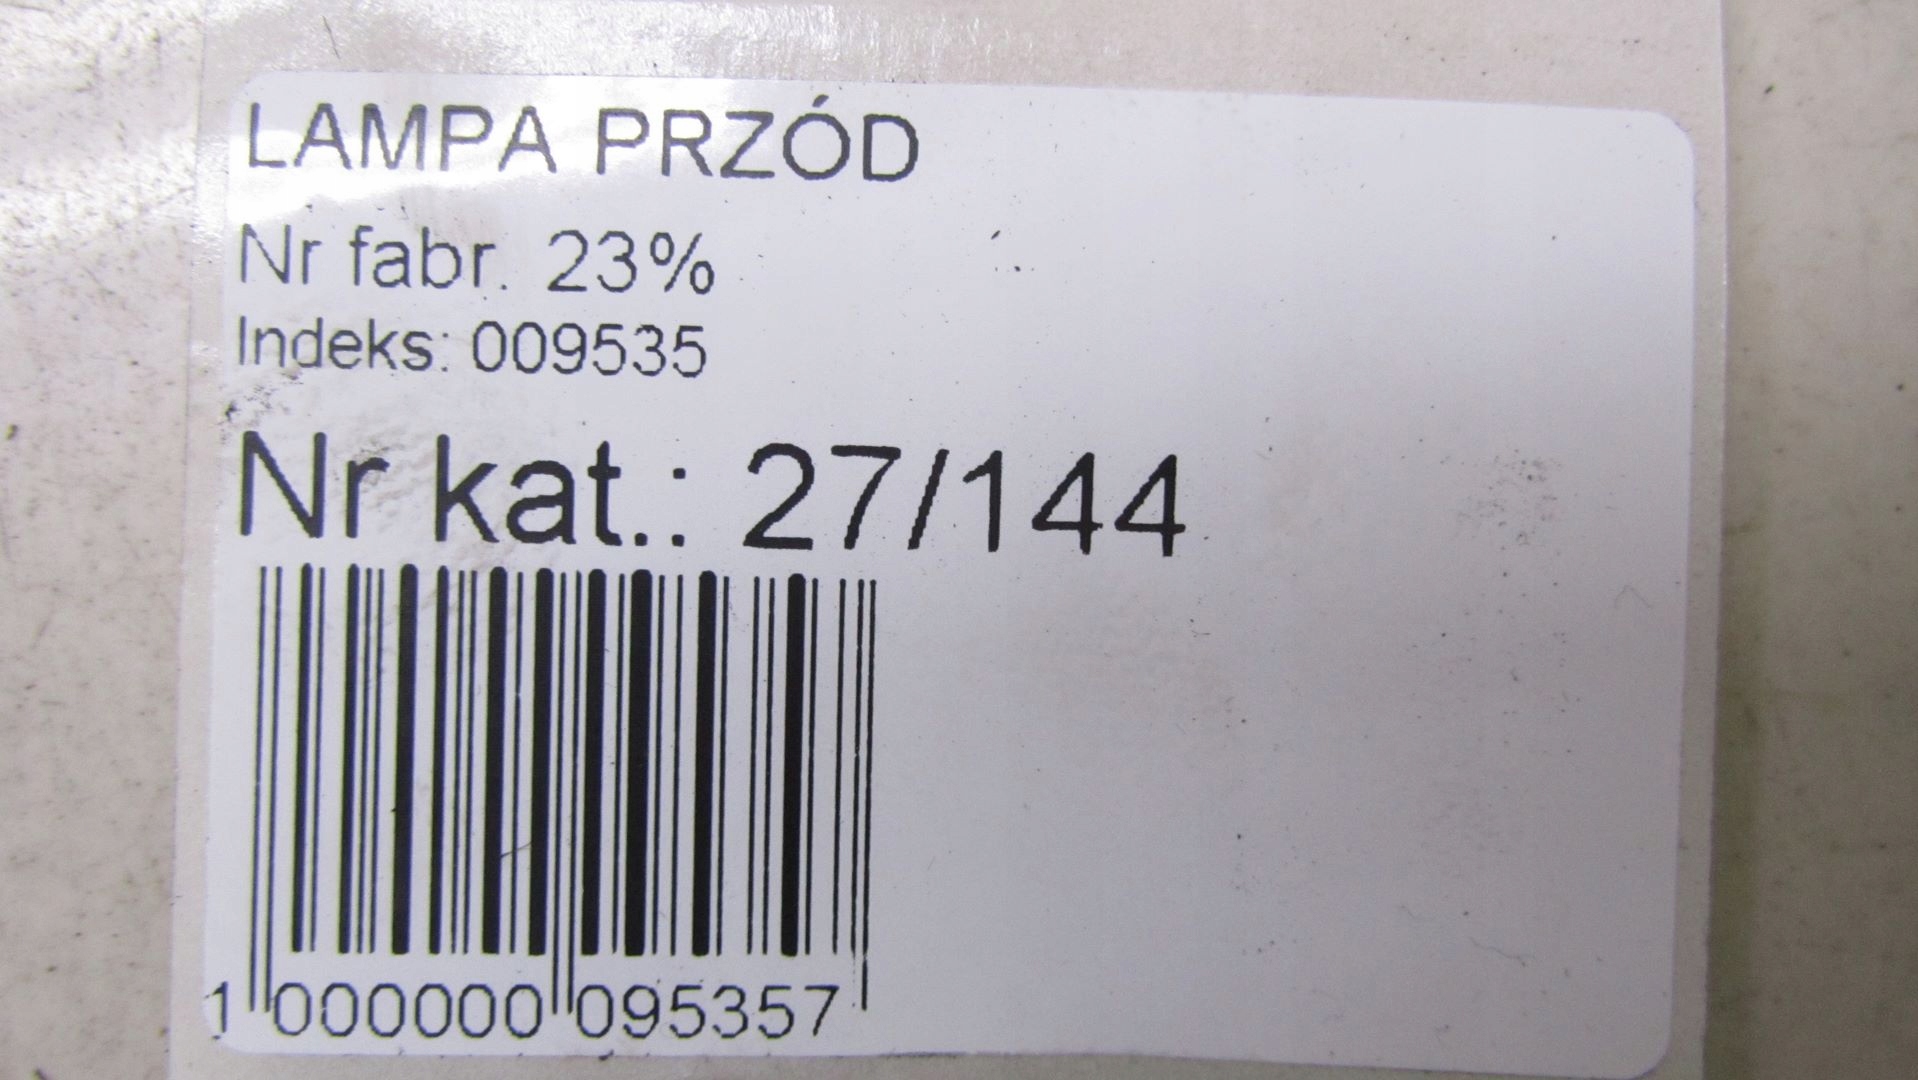 LAMPA PRZÓD
Nr fabr. 23%
Indeks: 009535
Nr kat.: 27/144
1 000000 095357